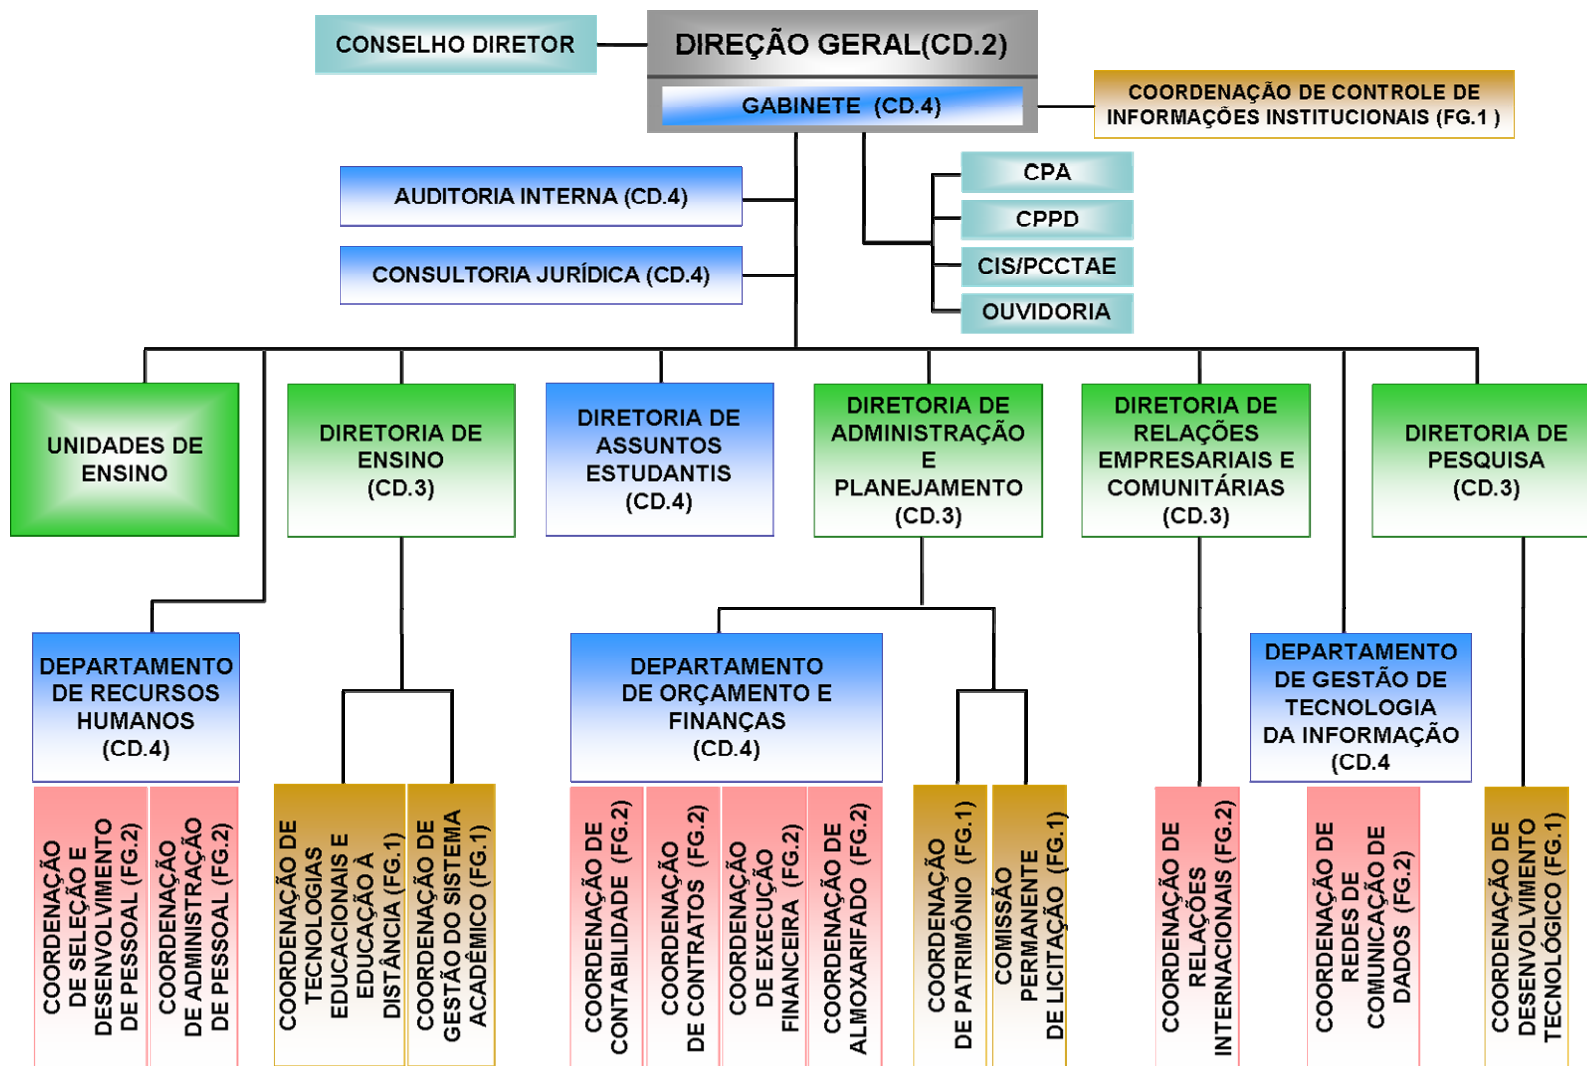 CONSELHO DIRETOR
DIREÇÃO GERAL(CD.2)
GABINETE (CD.4)
COORDENAÇÃO DE CONTROLE DE
INFORMAÇÕES INSTITUCIONAIS (FG.1 )
AUDITORIA INTERNA (CD.4)
CONSULTORIA JURÍDICA (CD.4)
CPA
CPPD
CIS/PCCTAE
OUVIDORIA
UNIDADES DE
ENSINO
DIRETORIA DE
ENSINO
(CD.3)
DIRETORIA DE
ASSUNTOS
ESTUDANTIS
(CD.4)
DIRETORIA DE
ADMINISTRAÇÃO
E
PLANEJAMENTO
(CD.3)
DIRETORIA DE
RELAÇÕES
EMPRESARIAIS E
COMUNITÁRIAS
(CD.3)
DIRETORIA DE
PESQUISA
(CD.3)
DEPARTAMENTO
DE RECURSOS
HUMANOS
(CD.4)
DEPARTAMENTO
DE ORÇAMENTO E
FINANÇAS
(CD.4)
DEPARTAMENTO
DE GESTÃO DE
TECNOLOGIA
DA INFORMAÇÃO
(CD.4
COORDENAÇÃO
DE SELEÇÃO E
DESENVOLVIMENTO
DE PESSOAL (FG.2)
COORDENAÇÃO
DE ADMINISTRAÇÃO
DE PESSOAL (FG.2)
COORDENAÇÃO DE
TECNOLOGIAS
EDUCACIONAIS E
EDUCAÇÃO À
DISTÂNCIA (FG.1)
COORDENAÇÃO DE
GESTÃO DO SISTEMA
ACADÊMICO (FG.1)
COORDENAÇÃO DE
CONTABILIDADE (FG.2)
COORDENAÇÃO
DE CONTRATOS (FG.2)
COORDENAÇÃO
DE EXECUÇÃO
FINANCEIRA (FG.2)
COORDENAÇÃO DE
ALMOXARIFADO (FG.2)
COORDENAÇÃO
DE PATRIMÔNIO (FG.1)
COMISSÃO
PERMANENTE
DE LICITAÇÃO (FG.1)
COORDENAÇÃO DE
RELAÇÕES
INTERNACIONAIS (FG.2)
COORDENAÇÃO DE
REDES DE
COMUNICAÇÃO DE
DADOS (FG.2)
COORDENAÇÃO DE
DESENVOLVIMENTO
TECNOLÓGICO (FG.1)